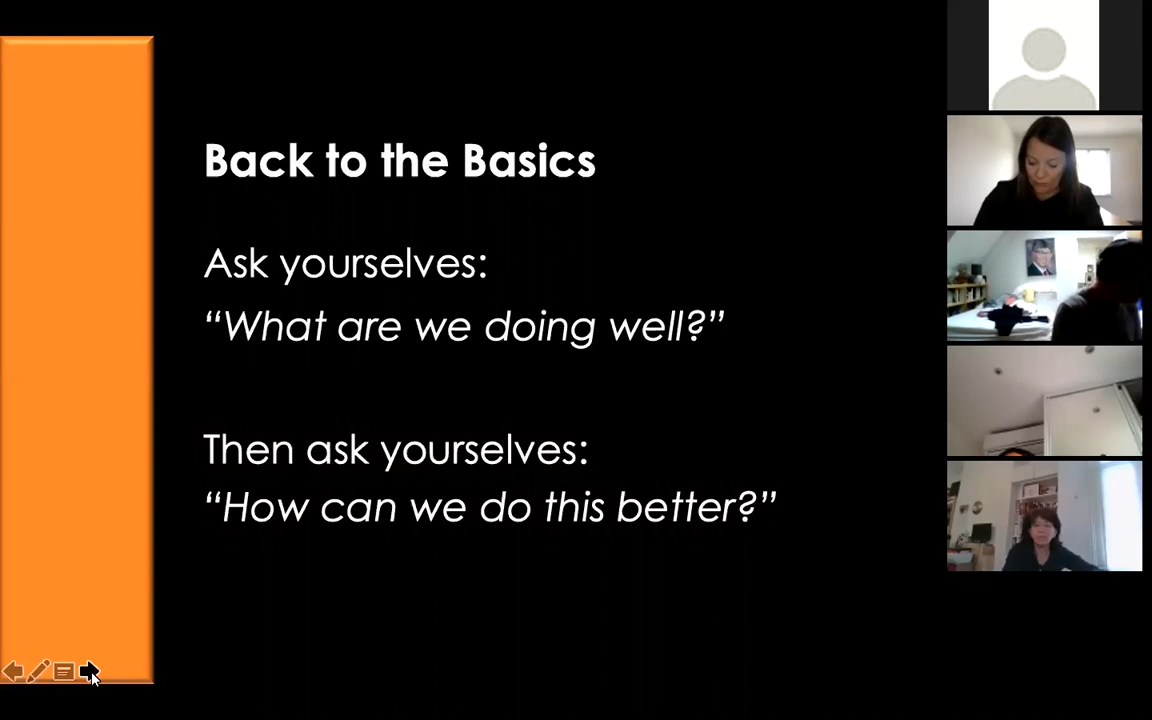 Back to the Basics
Ask yourselves:
“What are we doing well?”
Then ask yourselves:
“How can we do this better?”